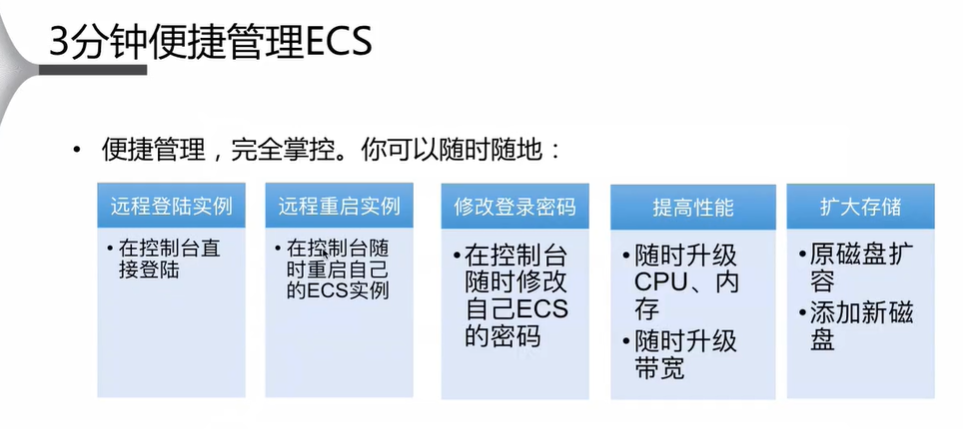 3分钟便捷管理ECS
• 便捷管理，完全掌控。你可以随时随地：
远程登陆实例
• 在控制台直
接登陆
远程重启实例
• 在控制台随
时重启自己
的ECS实例
修改登录密码
• 在控制台
随时修改
自己ECS
的密码
提高性能
• 随时升级
CPU、内
存
• 随时升级
带宽
扩大存储
• 原磁盘扩
容
• 添加新磁
盘